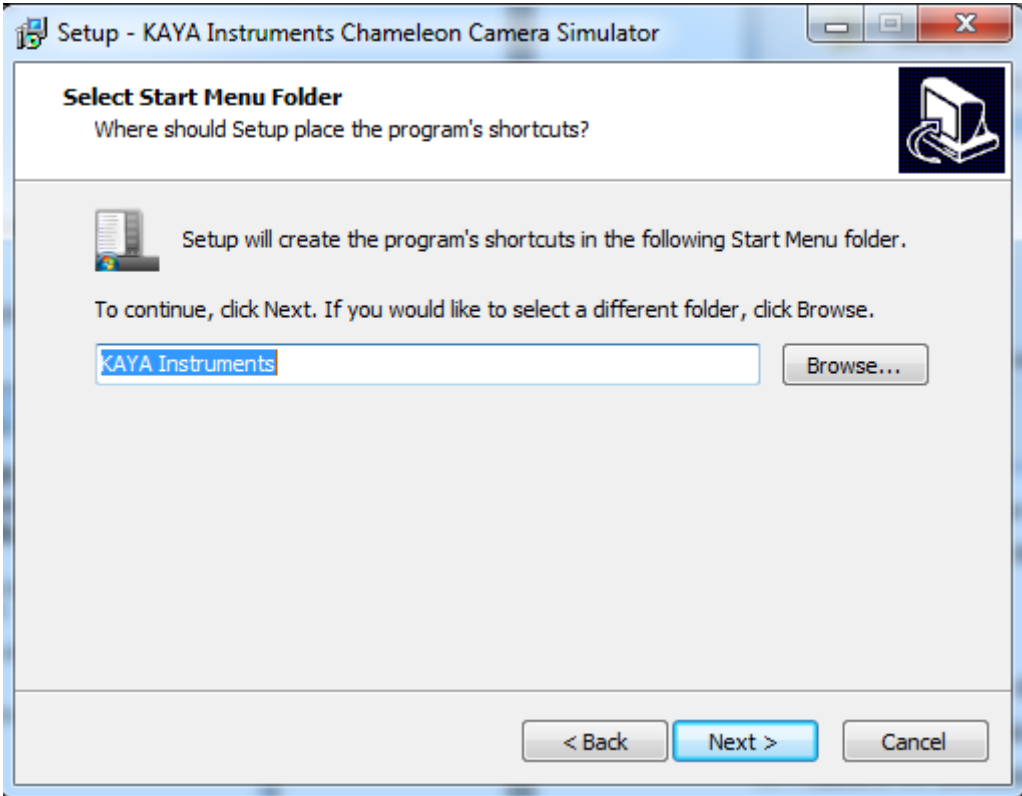 Setup - KAYA Instruments Chameleon Camera Simulator
Select Start Menu Folder
Where should Setup place the program's shortcuts?
Setup will create the program's shortcuts in the following Start Menu folder.
To continue, click Next. If you would like to select a different folder, click Browse.
KAYA Instruments
Browse...
< Back
Next >
Cancel